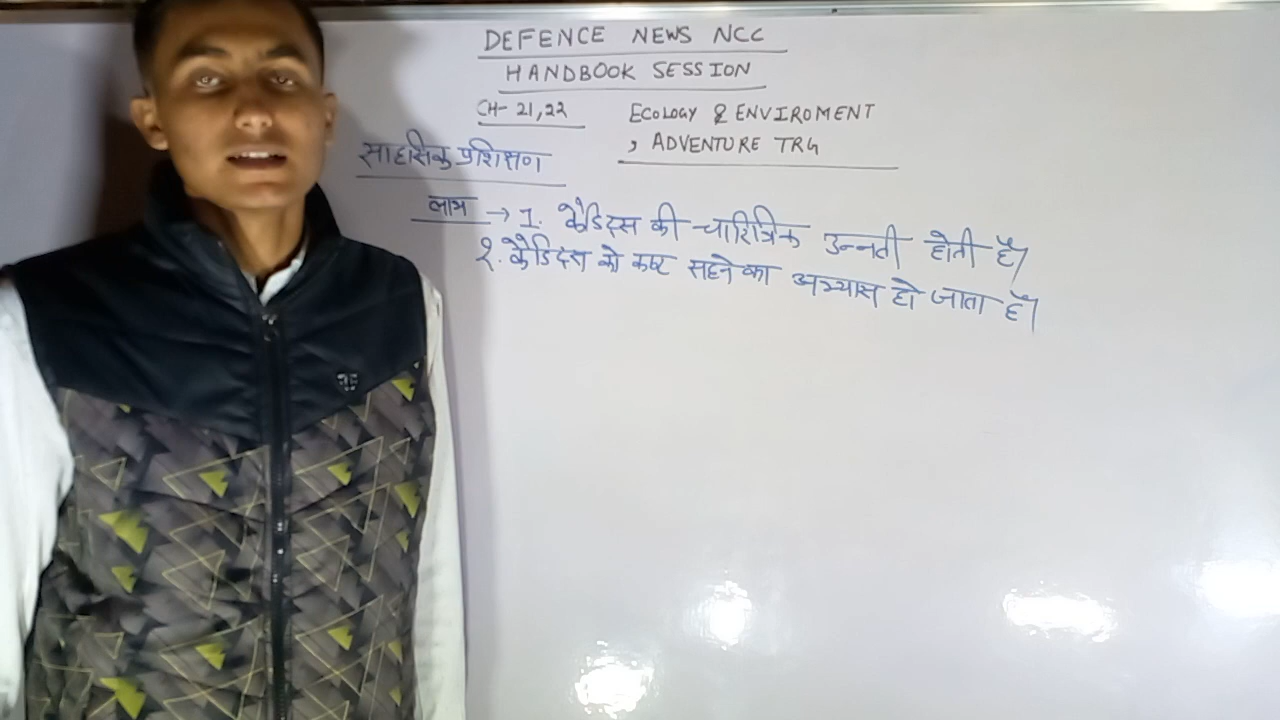 DEFENCE NEWS NCC
HANDBOOK SESSION
CH- 21,22 ECOLOGY & ENVIROMENT
, ADVENTURE TRG
साहसिक प्रशिक्षण
लाभ → 1. कैडिट्स की चारित्रिक उन्नती होती है।
२. कैडिट्स को कष्ट सहने का अभ्यास हो जाता है।